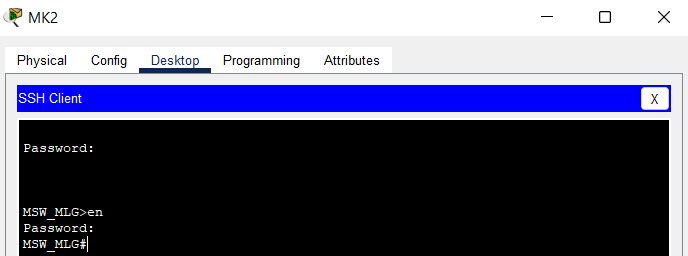 MK2
Physical Config Desktop Programming Attributes
SSH Client X
Password:
MSW_MLG>en
Password:
MSW_MLG#